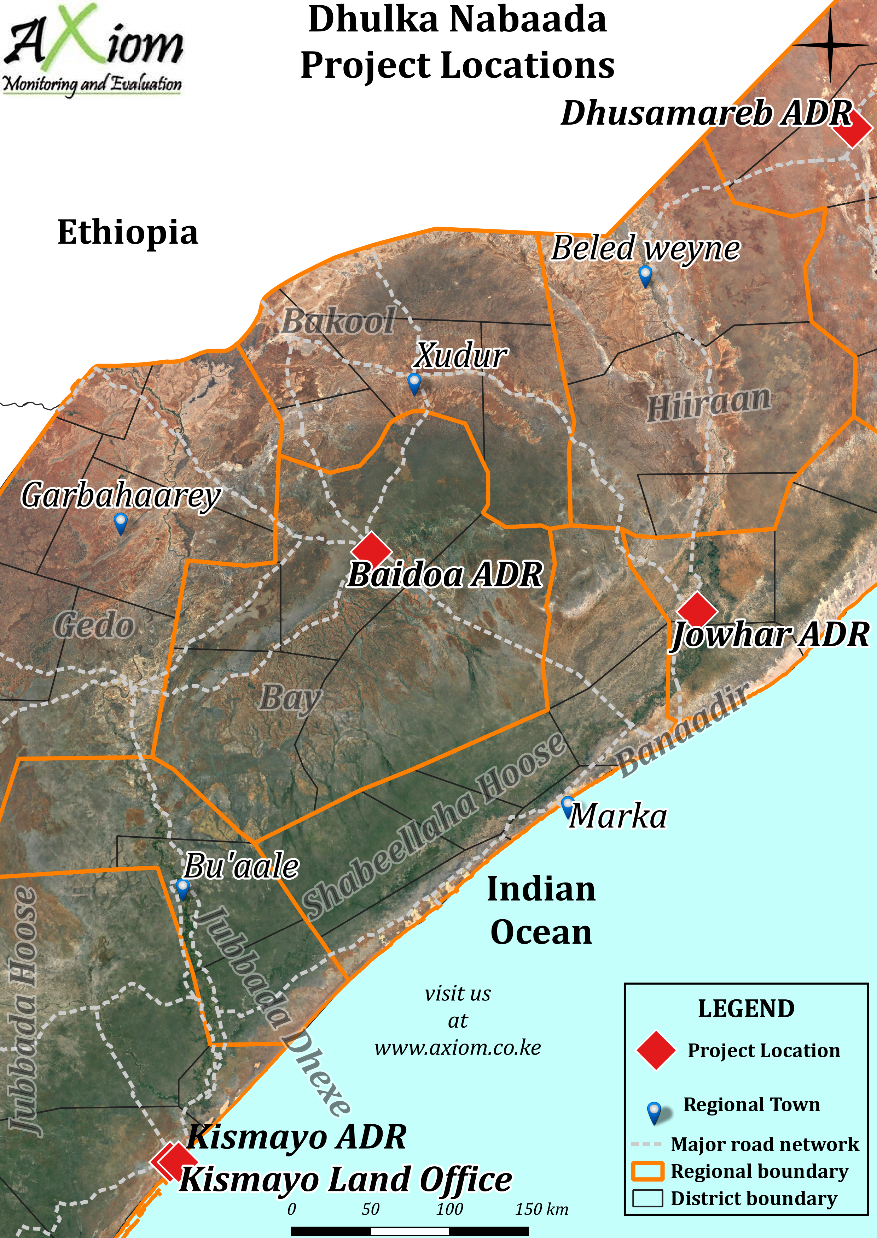 AXiom
Monitoring and Evaluation
Dhulka Nabaada
Project Locations
Dhusamareb ADR
Ethiopia
Beled weyne
Bakool
Xudur
Hiiraan
Garbahaarey
Baidoa ADR
Gedo
Jowhar ADR
Bay
Banaadir
Shabeellaha Hoose
Marka
Bu'aale
Indian
Ocean
Jubbada Hoose
Jubbada Dhexe
visit us
at
www.axiom.co.ke
Kismayo ADR
Kismayo Land Office
0 50 100 150 km
LEGEND
Project Location
Regional Town
Major road network
Regional boundary
District boundary